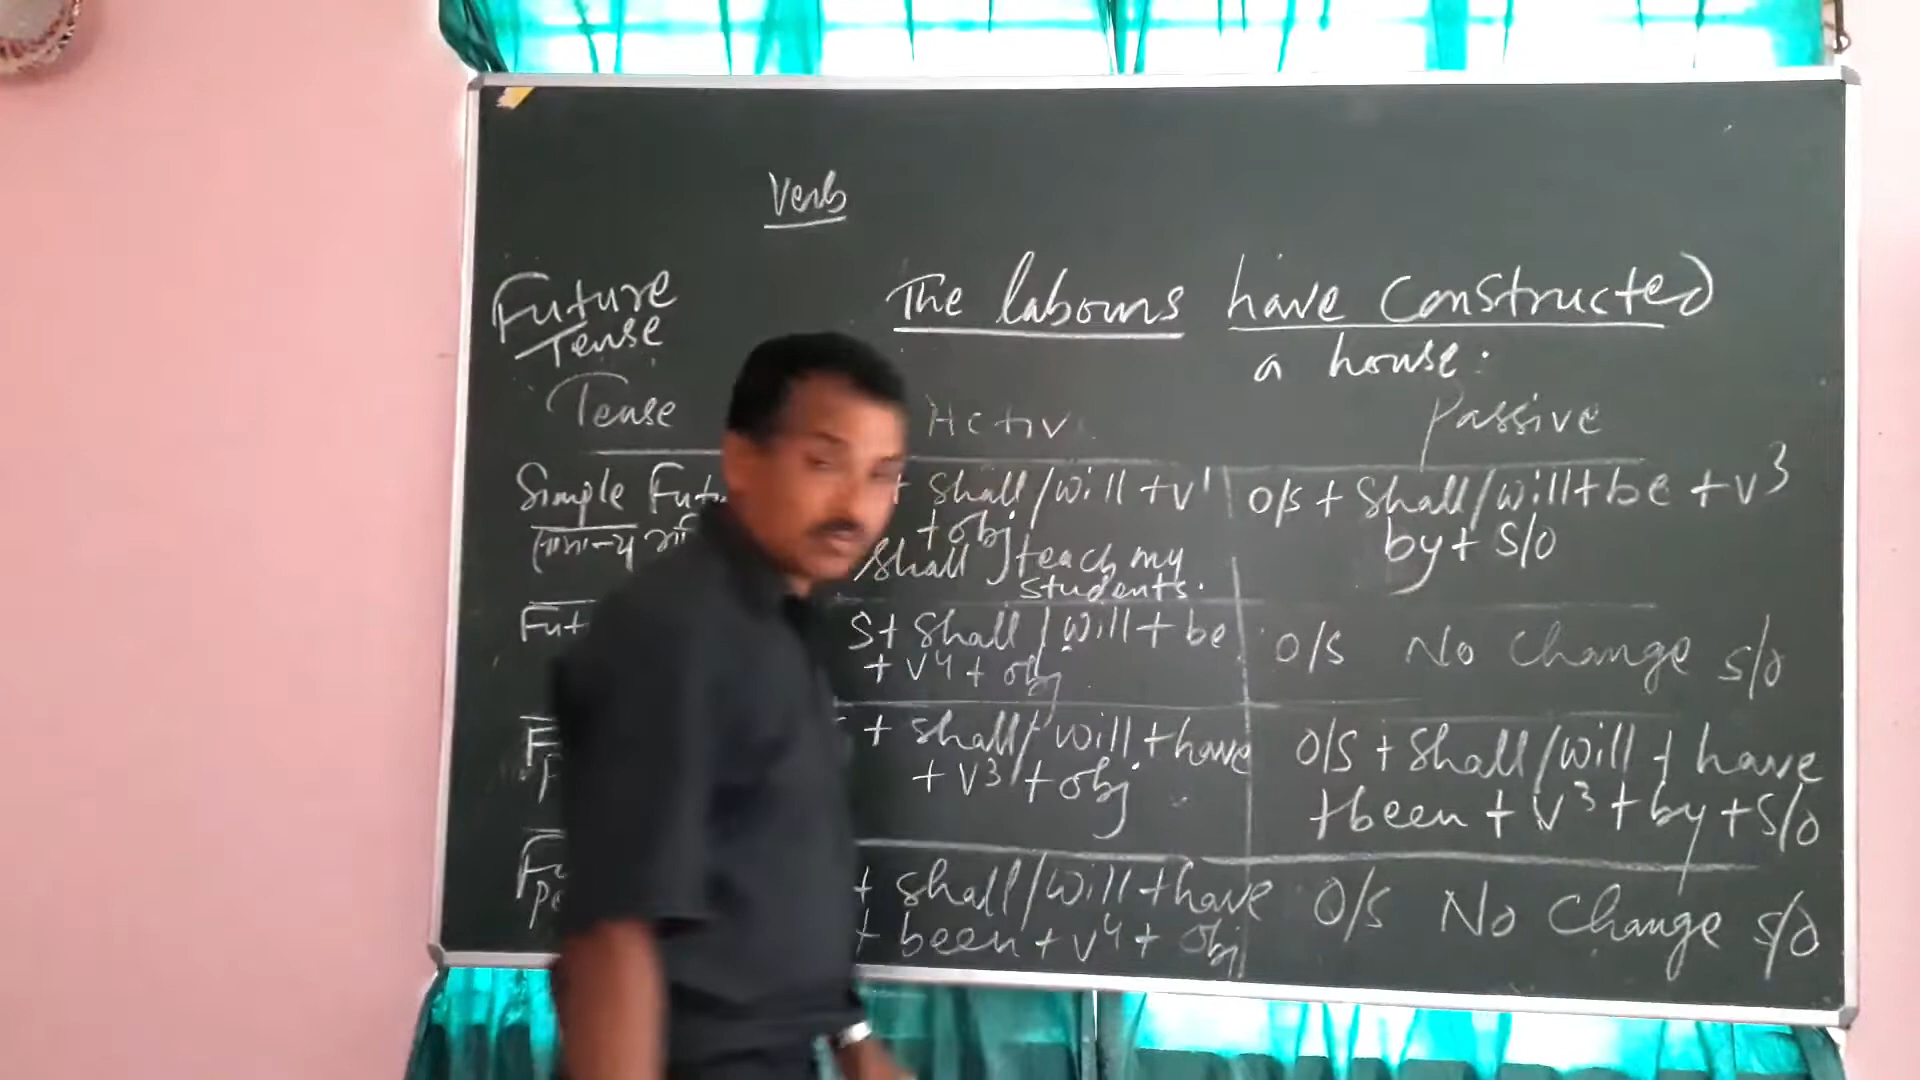 Verb
Future
Tense
The labours have constructed
a house.
Tense Activ Passive
Simple Fut
+ shall/will + v1
+ obj
O/S + shall/will + be + v3
by + S/O
shall teach my
students.
Fut
S + shall/will + be
+ v4 + obj
O/S No Change S/O
+ shall/will + have
+ v3 + obj
O/S + shall/will + have
+ been + v3 + by + S/O
+ shall/will + have
+ been + v4 + obj
O/S No Change S/O